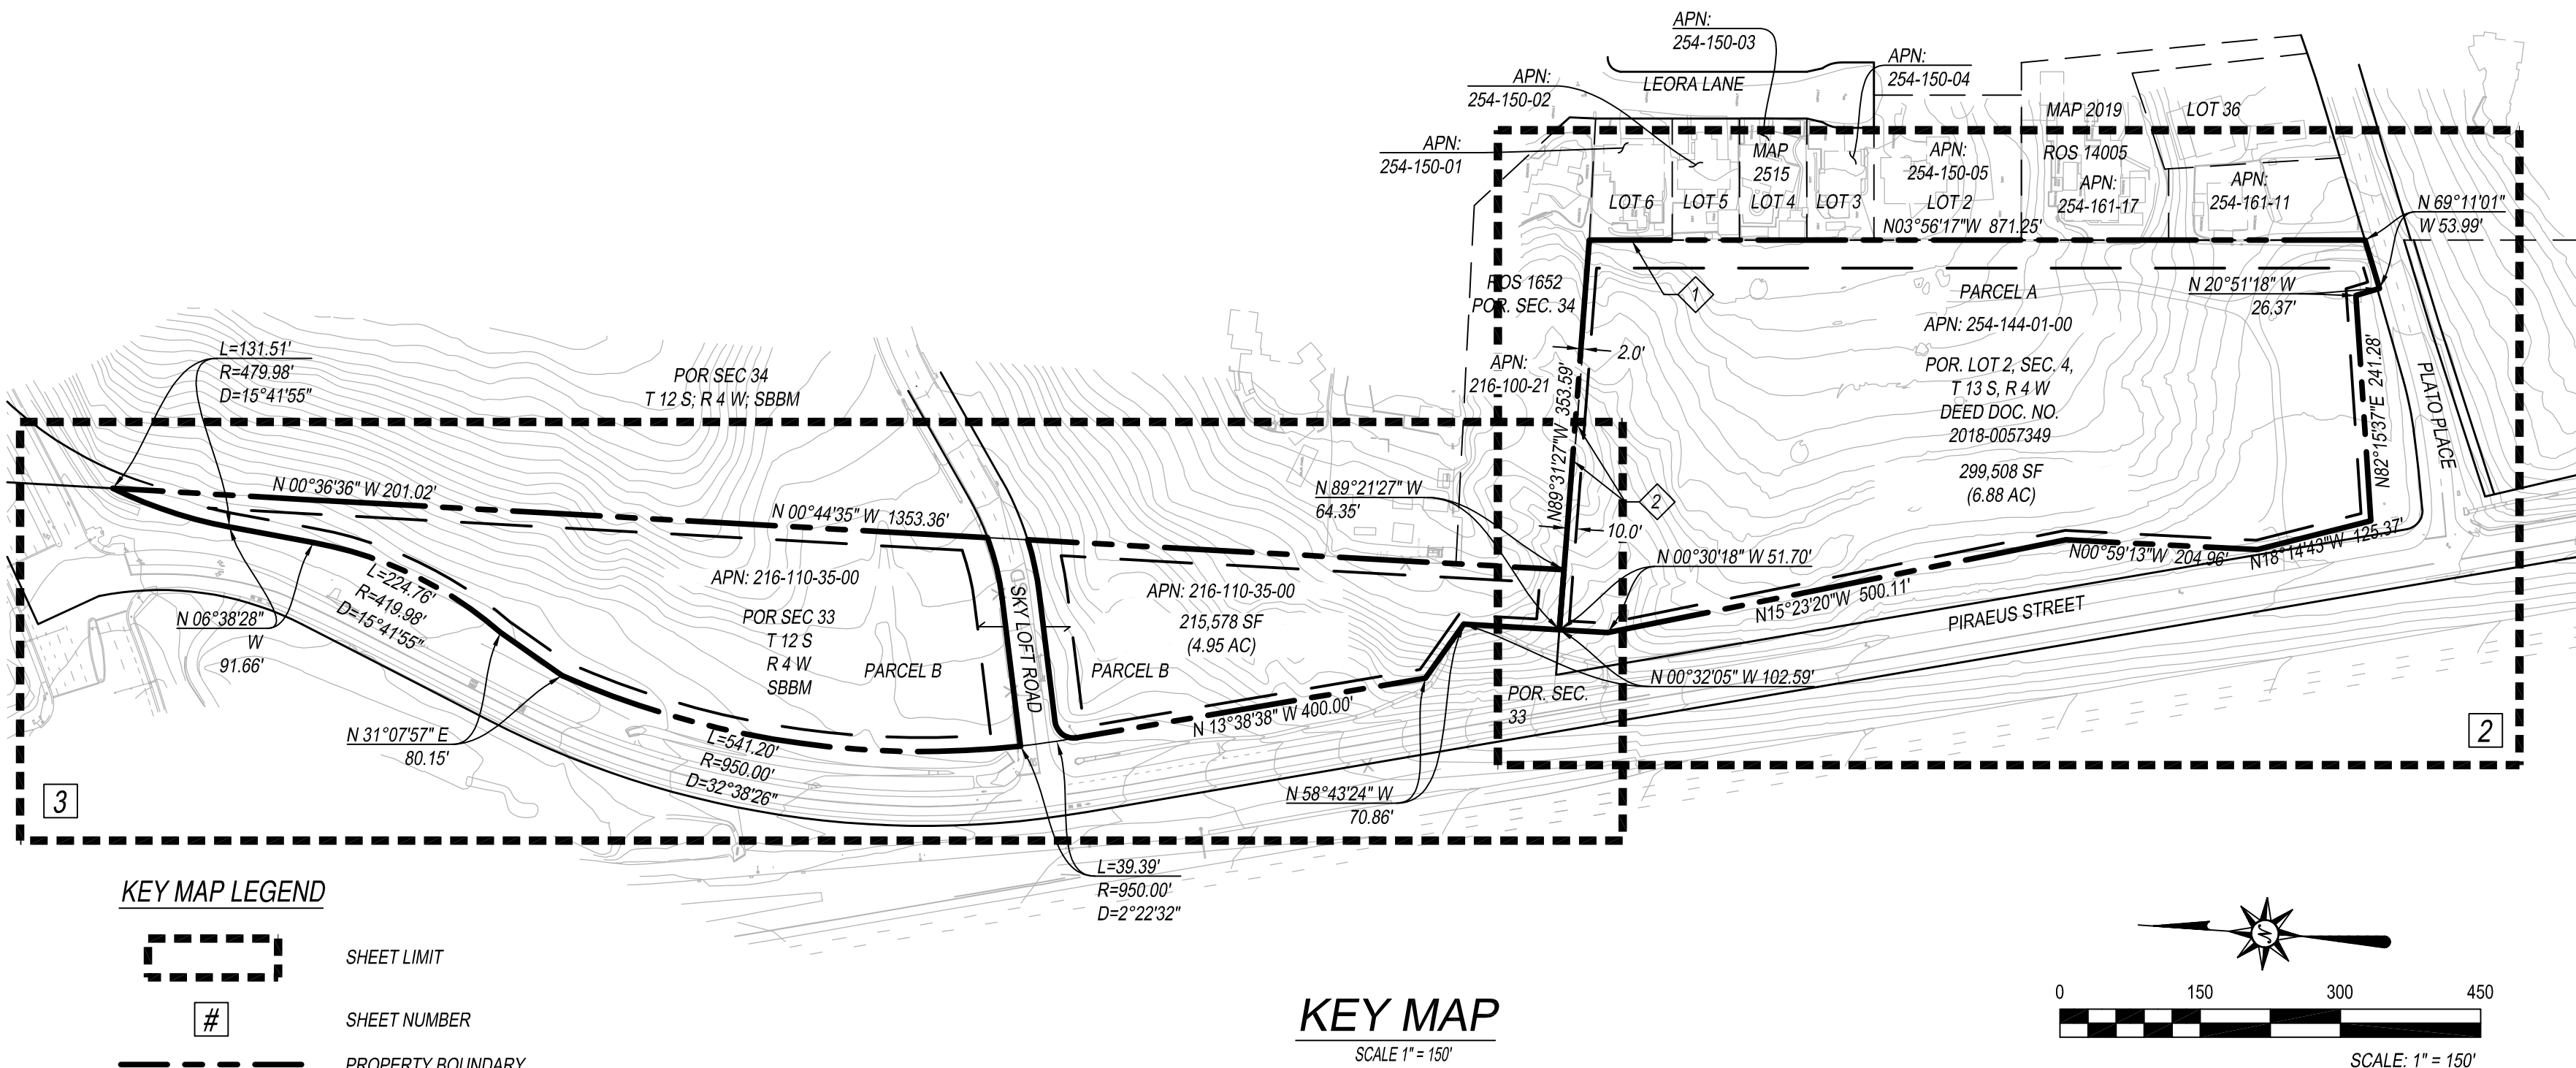 APN:
254-150-03
APN:
254-150-02
APN:
254-150-01
LEORA LANE
APN:
254-150-04
MAP 2019
LOT 36
MAP
2515
APN:
254-150-05
ROS 14005
APN:
254-161-17
APN:
254-161-11
LOT 6
LOT 5
LOT 4
LOT 3
LOT 2
N03°56'17"W 871.25'
N 69°11'01"
W 53.99'
ROS 1652
POR. SEC. 34
1
PARCEL A
N 20°51'18" W
26.37'
APN: 254-144-01-00
2.0'
POR. LOT 2, SEC. 4,
T 13 S, R 4 W
DEED DOC. NO.
2018-0057349
299,508 SF
(6.88 AC)
APN:
216-100-21
N89°31'27"W 353.59'
N82°15'37"E 241.28'
PLATO PLACE
L=131.51'
R=479.98'
D=15°41'55"
POR SEC 34
T 12 S; R 4 W; SBBM
N 00°36'36" W 201.02'
N 00°44'35" W 1353.36'
N 89°21'27" W
64.35'
2
10.0'
N 00°30'18" W 51.70'
N15°23'20"W 500.11'
N00°59'13"W 204.96'
N18°14'43"W 125.37'
PIRAEUS STREET
L=224.76'
R=419.98'
D=15°41'55"
APN: 216-110-35-00
POR SEC 33
T 12 S
R 4 W
SBBM
PARCEL B
SKY LOFT ROAD
APN: 216-110-35-00
215,578 SF
(4.95 AC)
PARCEL B
N 06°38'28"
W
91.66'
N 00°32'05" W 102.59'
POR. SEC.
33
N 13°38'38" W 400.00'
N 31°07'57" E
80.15'
L=541.20'
R=950.00'
D=32°38'26"
N 58°43'24" W
70.86'
2
3
L=39.39'
R=950.00'
D=2°22'32"
KEY MAP LEGEND
SHEET LIMIT
#
SHEET NUMBER
PROPERTY BOUNDARY
KEY MAP
SCALE 1" = 150'
N
0 150 300 450
SCALE: 1" = 150'